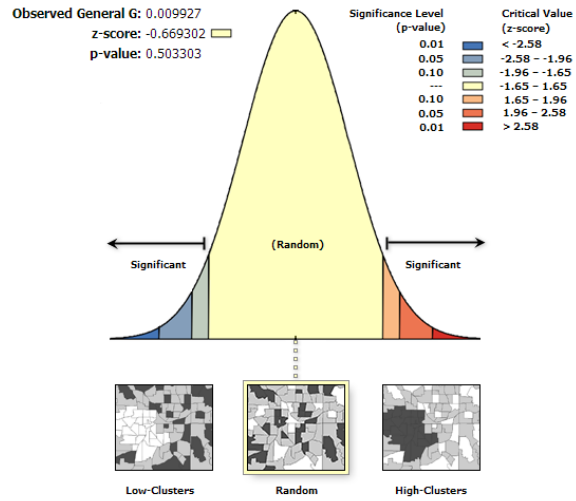 Observed General G: 0.009927
z-score: -0.669302
p-value: 0.503303
Significance Level
(p-value)
Critical Value
(z-score)
0.01 < -2.58
0.05 -2.58 – -1.96
0.10 -1.96 – -1.65
--- -1.65 – 1.65
0.10 1.65 – 1.96
0.05 1.96 – 2.58
0.01 > 2.58
(Random)
Significant
Significant
Low-Clusters
Random
High-Clusters